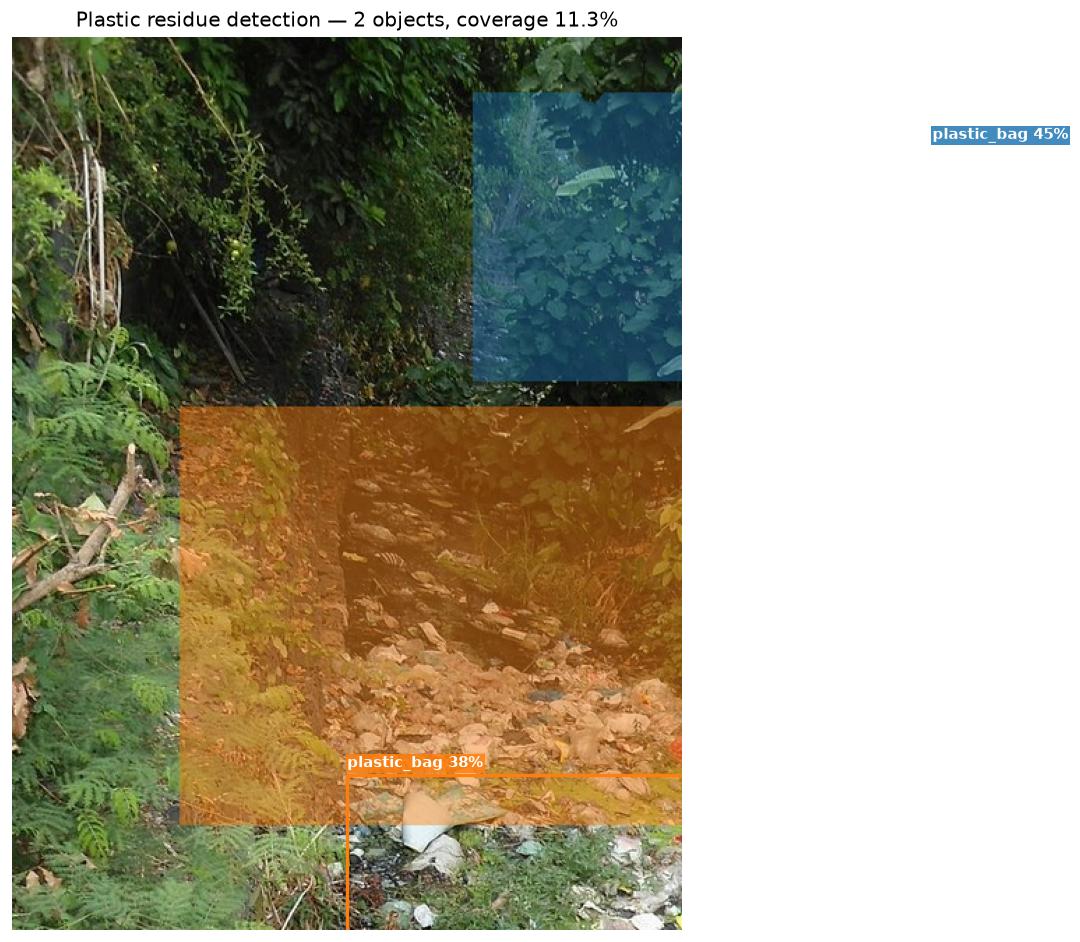 Plastic residue detection — 2 objects, coverage 11.3%
plastic_bag 45%
plastic_bag 38%